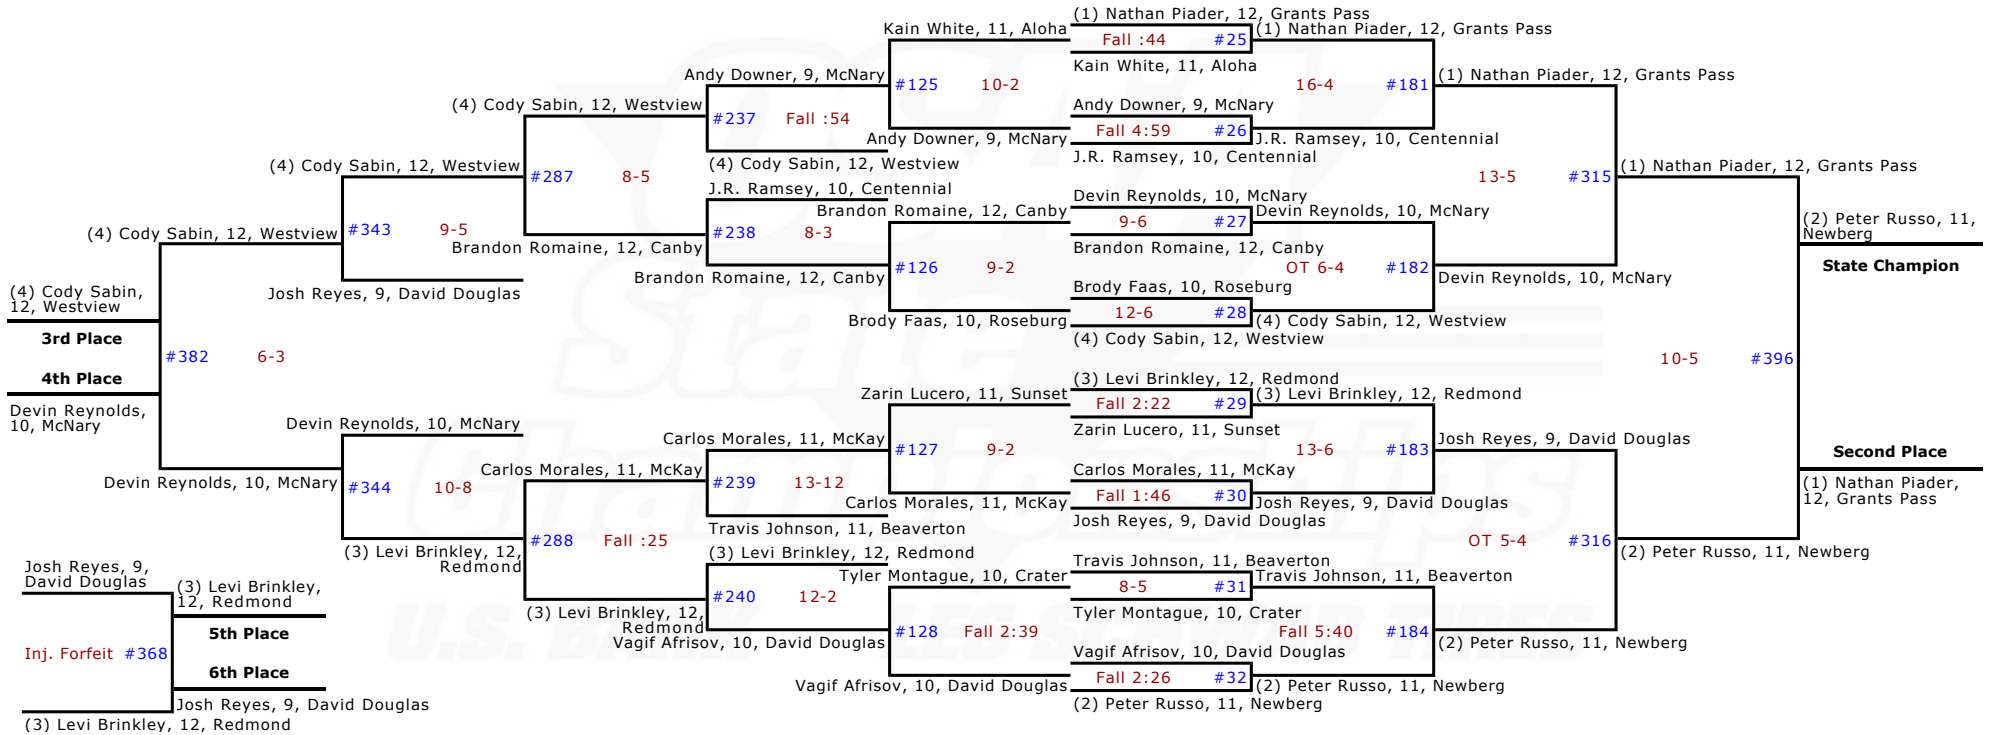 (1) Nathan Piader, 12, Grants Pass
Kain White, 11, Aloha
Fall :44 #25
(1) Nathan Piader, 12, Grants Pass
Kain White, 11, Aloha
Andy Downer, 9, McNary
#125 10-2
16-4 #181
(1) Nathan Piader, 12, Grants Pass
(4) Cody Sabin, 12, Westview
Andy Downer, 9, McNary
#237 Fall :54
Fall 4:59 #26
Andy Downer, 9, McNary
J.R. Ramsey, 10, Centennial
J.R. Ramsey, 10, Centennial
(4) Cody Sabin, 12, Westview
(4) Cody Sabin, 12, Westview
(1) Nathan Piader, 12, Grants Pass
#287 8-5
13-5 #315
J.R. Ramsey, 10, Centennial
Devin Reynolds, 10, McNary
Brandon Romaine, 12, Canby
Devin Reynolds, 10, McNary
9-6 #27
(2) Peter Russo, 11,
Newberg
#343 9-5
#238 8-3
(4) Cody Sabin, 12, Westview
Brandon Romaine, 12, Canby
Brandon Romaine, 12, Canby
State Champion
#126 9-2
OT 6-4 #182
Brandon Romaine, 12, Canby
Devin Reynolds, 10, McNary
Josh Reyes, 9, David Douglas
Brody Faas, 10, Roseburg
(4) Cody Sabin,
12, Westview
12-6 #28
Brody Faas, 10, Roseburg
(4) Cody Sabin, 12, Westview
3rd Place
(4) Cody Sabin, 12, Westview
#382 6-3
10-5 #396
4th Place
(3) Levi Brinkley, 12, Redmond
Zarin Lucero, 11, Sunset
(3) Levi Brinkley, 12, Redmond
Fall 2:22 #29
Devin Reynolds,
10, McNary
Devin Reynolds, 10, McNary
Zarin Lucero, 11, Sunset
Carlos Morales, 11, McKay
Josh Reyes, 9, David Douglas
#127 9-2
13-6 #183
Second Place
Carlos Morales, 11, McKay
Carlos Morales, 11, McKay
Devin Reynolds, 10, McNary
#344 10-8
#239 13-12
(1) Nathan Piader,
12, Grants Pass
Fall 1:46 #30
Carlos Morales, 11, McKay
Josh Reyes, 9, David Douglas
Josh Reyes, 9, David Douglas
Travis Johnson, 11, Beaverton
#288 Fall :25
OT 5-4 #316
(3) Levi Brinkley, 12,
Redmond
(3) Levi Brinkley, 12, Redmond
(2) Peter Russo, 11, Newberg
Travis Johnson, 11, Beaverton
Josh Reyes, 9,
David Douglas
Tyler Montague, 10, Crater
Travis Johnson, 11, Beaverton
8-5 #31
(3) Levi Brinkley,
12, Redmond
#240 12-2
(3) Levi Brinkley, 12,
Redmond
Tyler Montague, 10, Crater
5th Place
#128 Fall 2:39
Fall 5:40 #184
Vagif Afrisov, 10, David Douglas
(2) Peter Russo, 11, Newberg
Inj. Forfeit #368
Vagif Afrisov, 10, David Douglas
6th Place
Fall 2:26 #32
Vagif Afrisov, 10, David Douglas
(2) Peter Russo, 11, Newberg
Josh Reyes, 9, David Douglas
(2) Peter Russo, 11, Newberg
(3) Levi Brinkley, 12, Redmond
OSAA
State
Championships